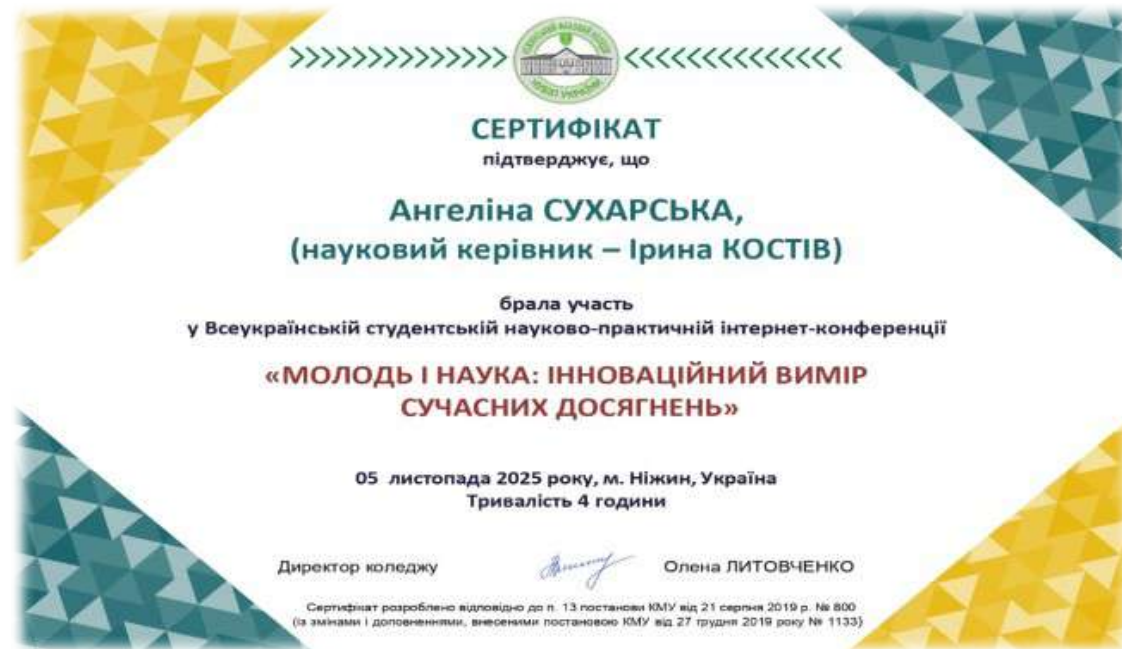 НУБІП УКРАЇНИ
СЕРТИФІКАТ
підтверджує, що
Ангеліна СУХАРСЬКА,
(науковий керівник – Ірина КОСТІВ)
брала участь
у Всеукраїнській студентській науково-практичній інтернет-конференції
«МОЛОДЬ І НАУКА: ІННОВАЦІЙНИЙ ВИМІР
СУЧАСНИХ ДОСЯГНЕНЬ»
05 листопада 2025 року, м. Ніжин, Україна
Тривалість 4 години
Директор коледжу Олена ЛИТОВЧЕНКО
Сертифікат розроблено відповідно до п. 13 постанови КМУ від 21 серпня 2019 р. № 800
(із змінами і доповненнями, внесеними постановою КМУ від 27 грудня 2019 року № 1133)